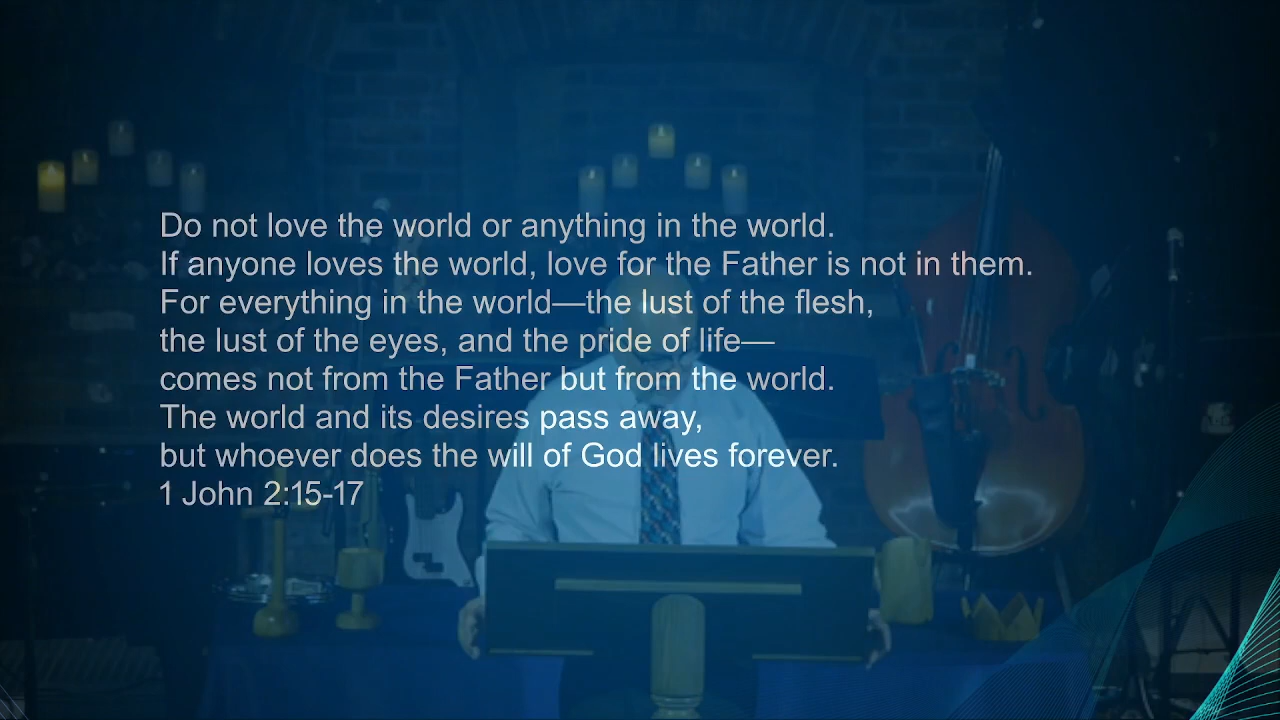 Do not love the world or anything in the world.
If anyone loves the world, love for the Father is not in them.
For everything in the world—the lust of the flesh,
the lust of the eyes, and the pride of life—
comes not from the Father but from the world.
The world and its desires pass away,
but whoever does the will of God lives forever.
1 John 2:15-17